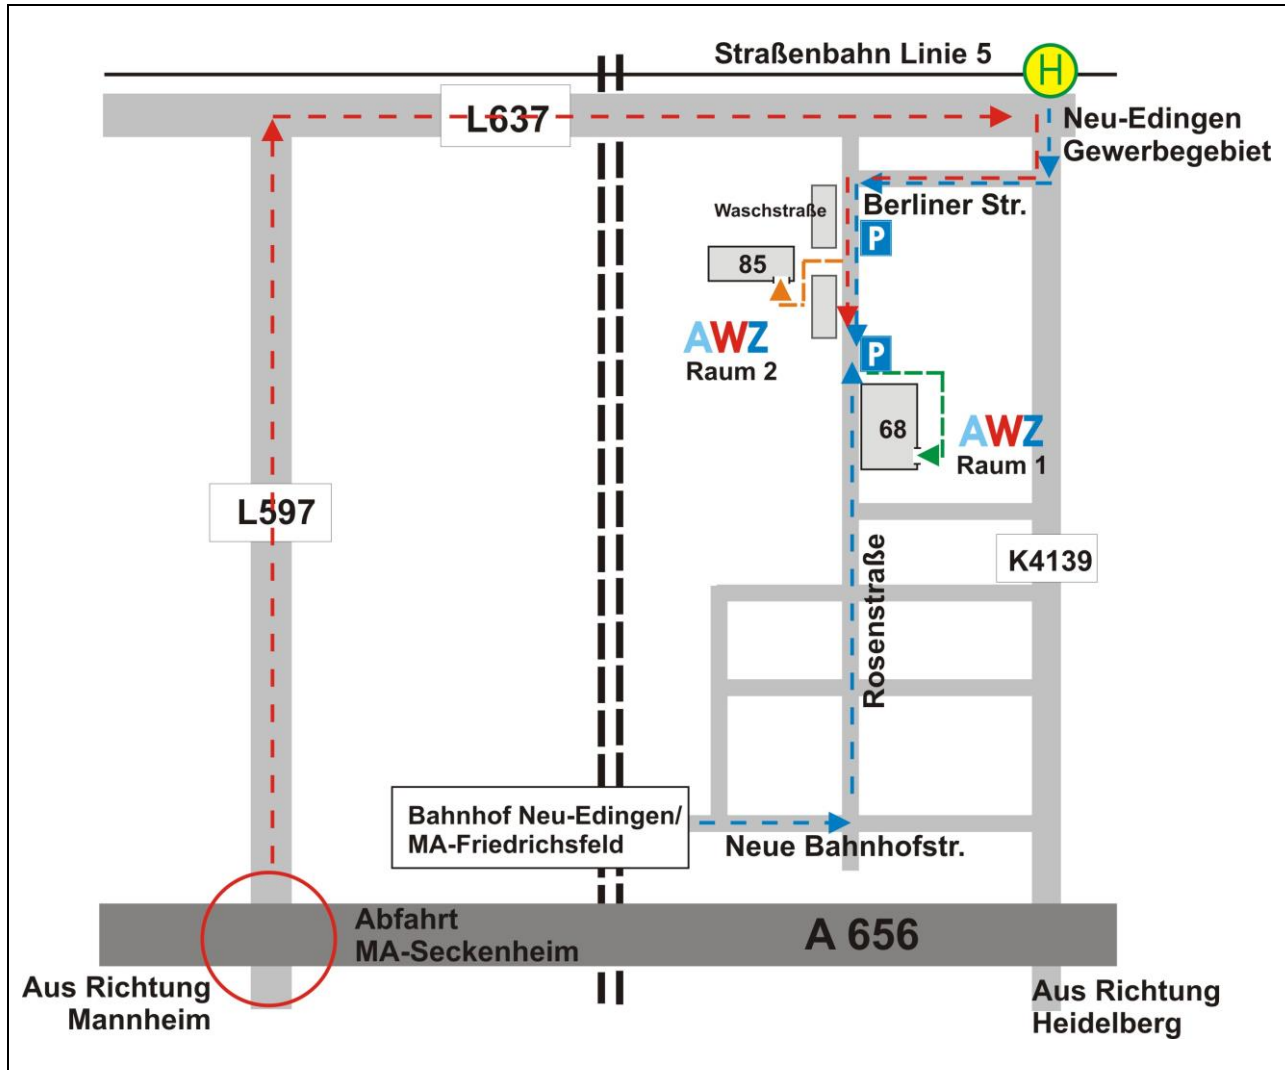 Straßenbahn Linie 5
H
L637
Neu-Edingen
Gewerbegebiet
Waschstraße
Berliner Str.
P
85
AWZ
Raum 2
P
68
AWZ
Raum 1
L597
K4139
Rosenstraße
Bahnhof Neu-Edingen/
MA-Friedrichsfeld
Neue Bahnhofstr.
Abfahrt
MA-Seckenheim
A 656
Aus Richtung
Mannheim
Aus Richtung
Heidelberg